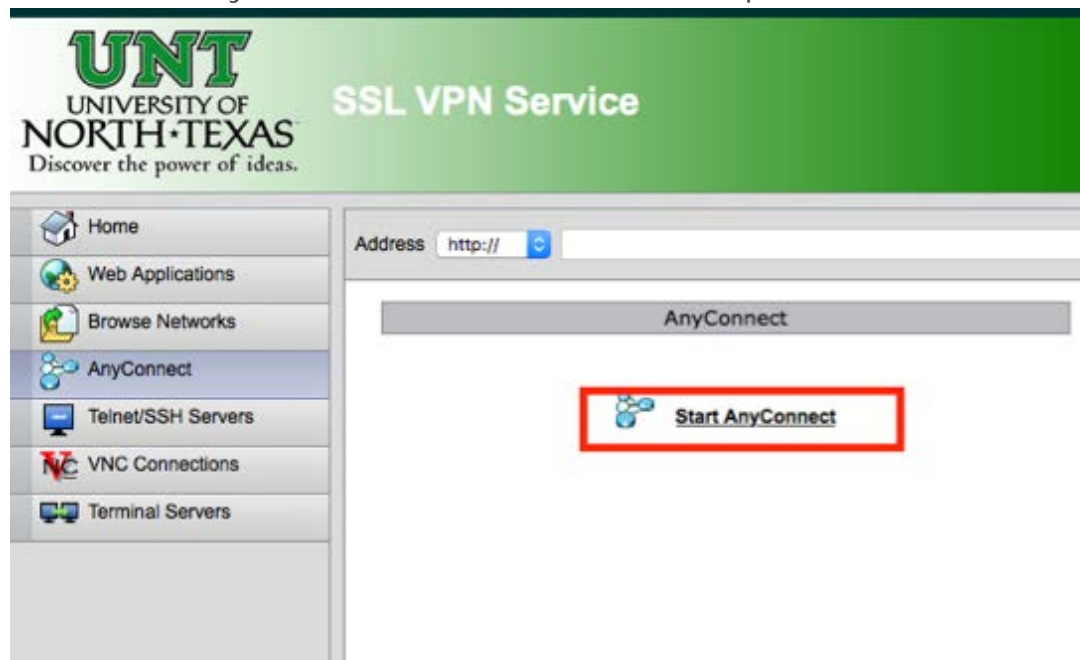 UNT
UNIVERSITY OF
NORTH·TEXAS
Discover the power of ideas.
SSL VPN Service
Home
Web Applications
Browse Networks
AnyConnect
Telnet/SSH Servers
VNC Connections
Terminal Servers
Address http://
AnyConnect
Start AnyConnect